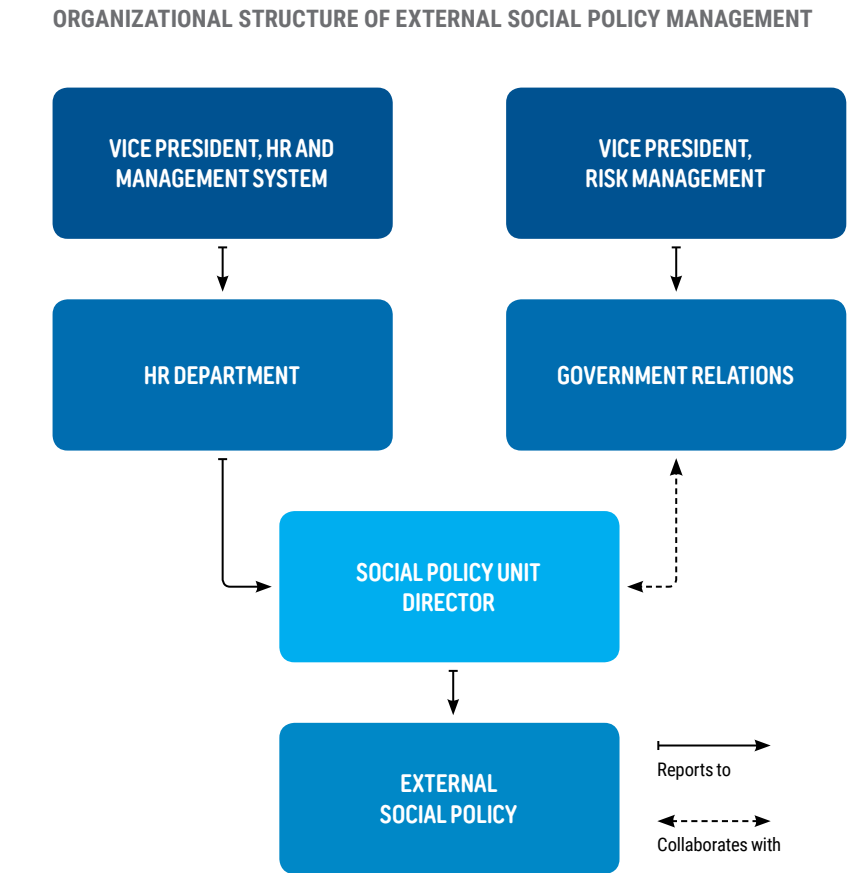 ORGANIZATIONAL STRUCTURE OF EXTERNAL SOCIAL POLICY MANAGEMENT
VICE PRESIDENT, HR AND
MANAGEMENT SYSTEM
VICE PRESIDENT,
RISK MANAGEMENT
HR DEPARTMENT
GOVERNMENT RELATIONS
SOCIAL POLICY UNIT
DIRECTOR
EXTERNAL
SOCIAL POLICY
Reports to
Collaborates with